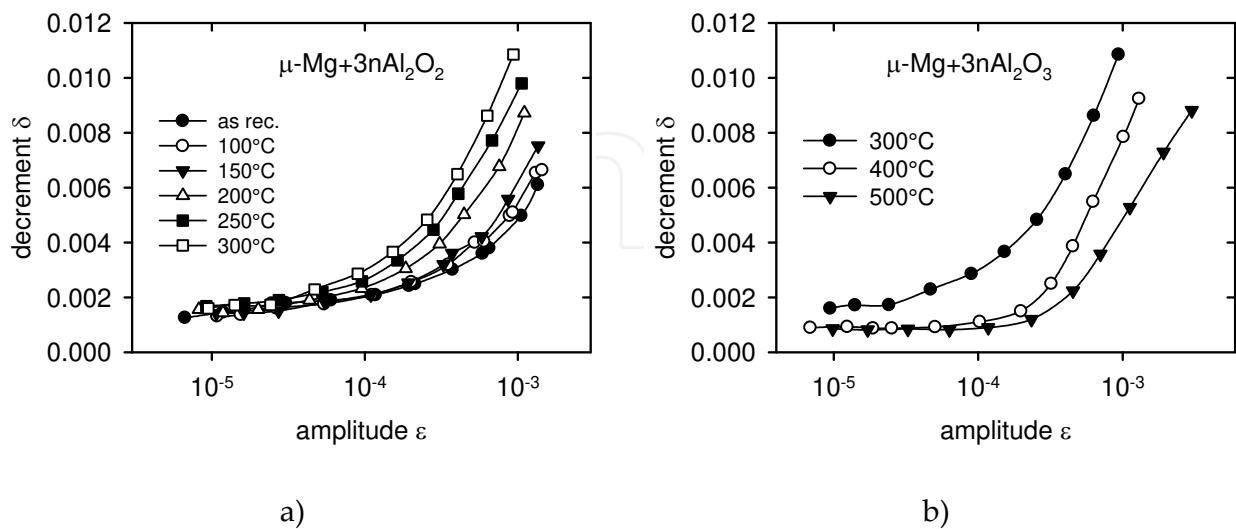 0.012
0.010
0.008
0.006
0.004
0.002
0.000
decrement δ
μ-Mg+3nAl₂O₂
as rec.
100°C
150°C
200°C
250°C
300°C
10⁻⁵
10⁻⁴
10⁻³
amplitude ε
a)
0.012
0.010
0.008
0.006
0.004
0.002
0.000
decrement δ
μ-Mg+3nAl₂O₃
300°C
400°C
500°C
10⁻⁵
10⁻⁴
10⁻³
amplitude ε
b)